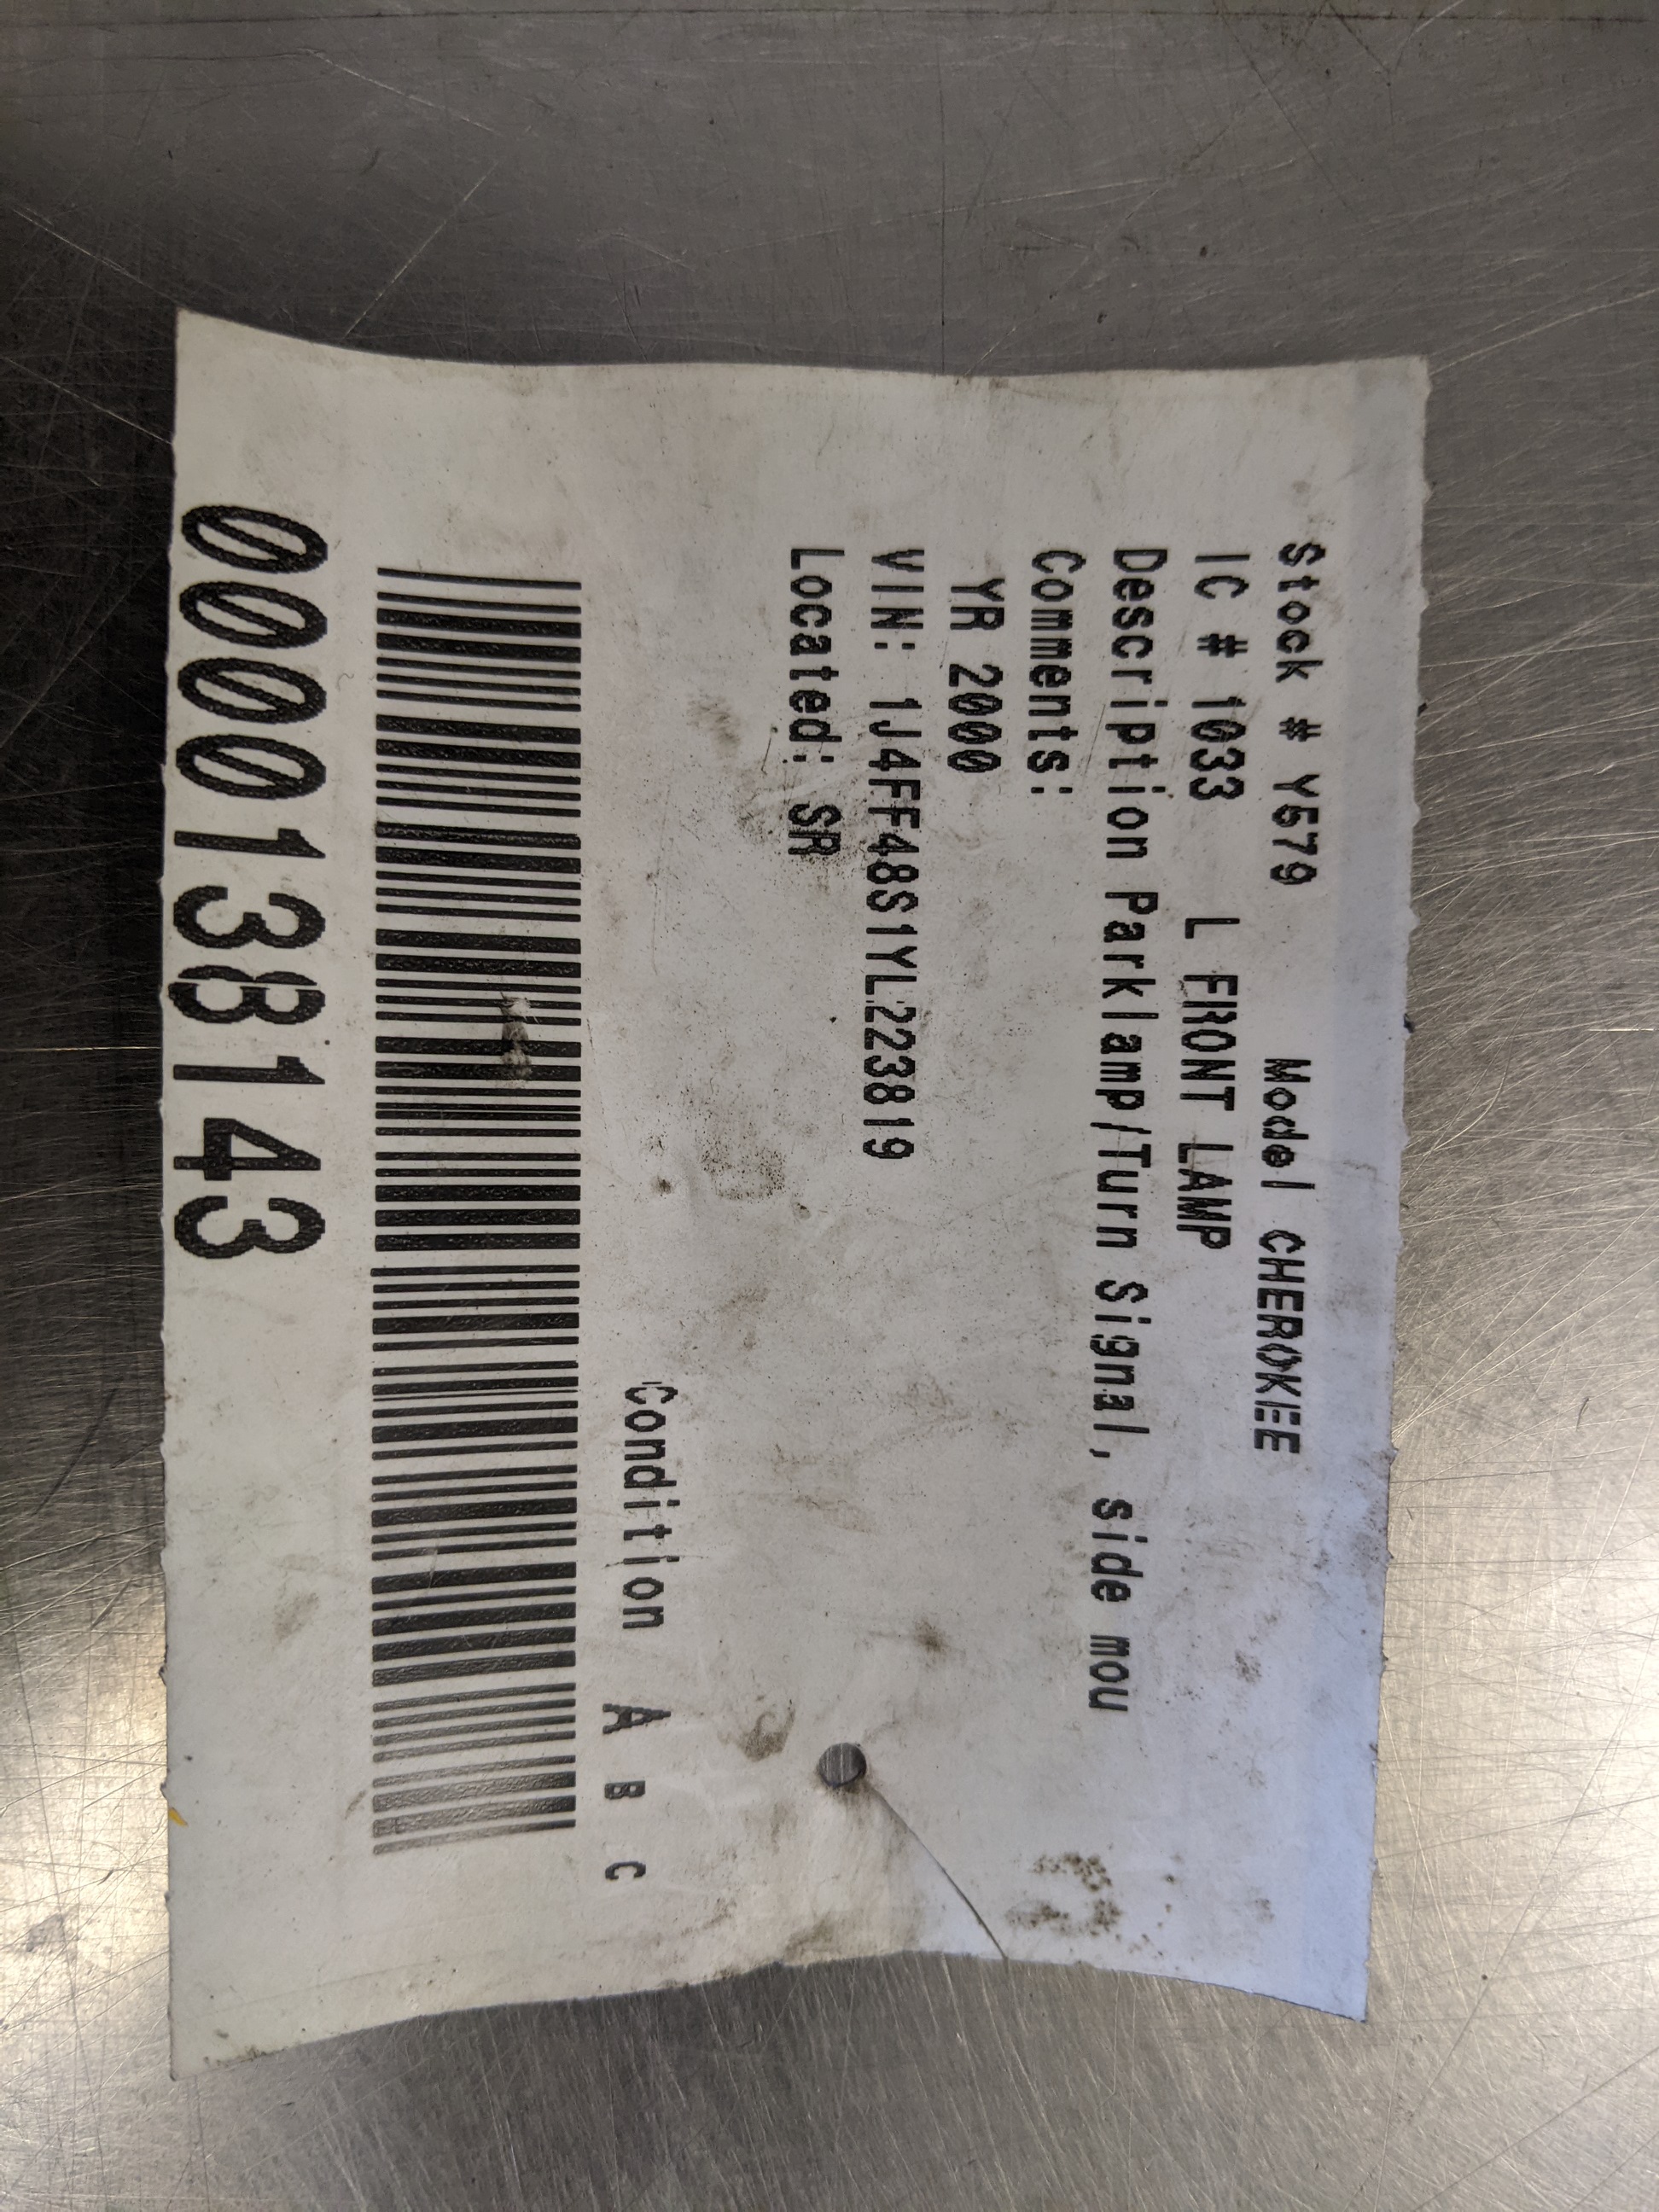 Stock # Y579 Model CHEROKEE
IC # 1033 L FRONT LAMP
Description Parklamp/Turn Signal, side mou
Comments:
YR 2000
VIN: 1J4FF48S1YL223819
Located: SR
Condition A B C
0000138143